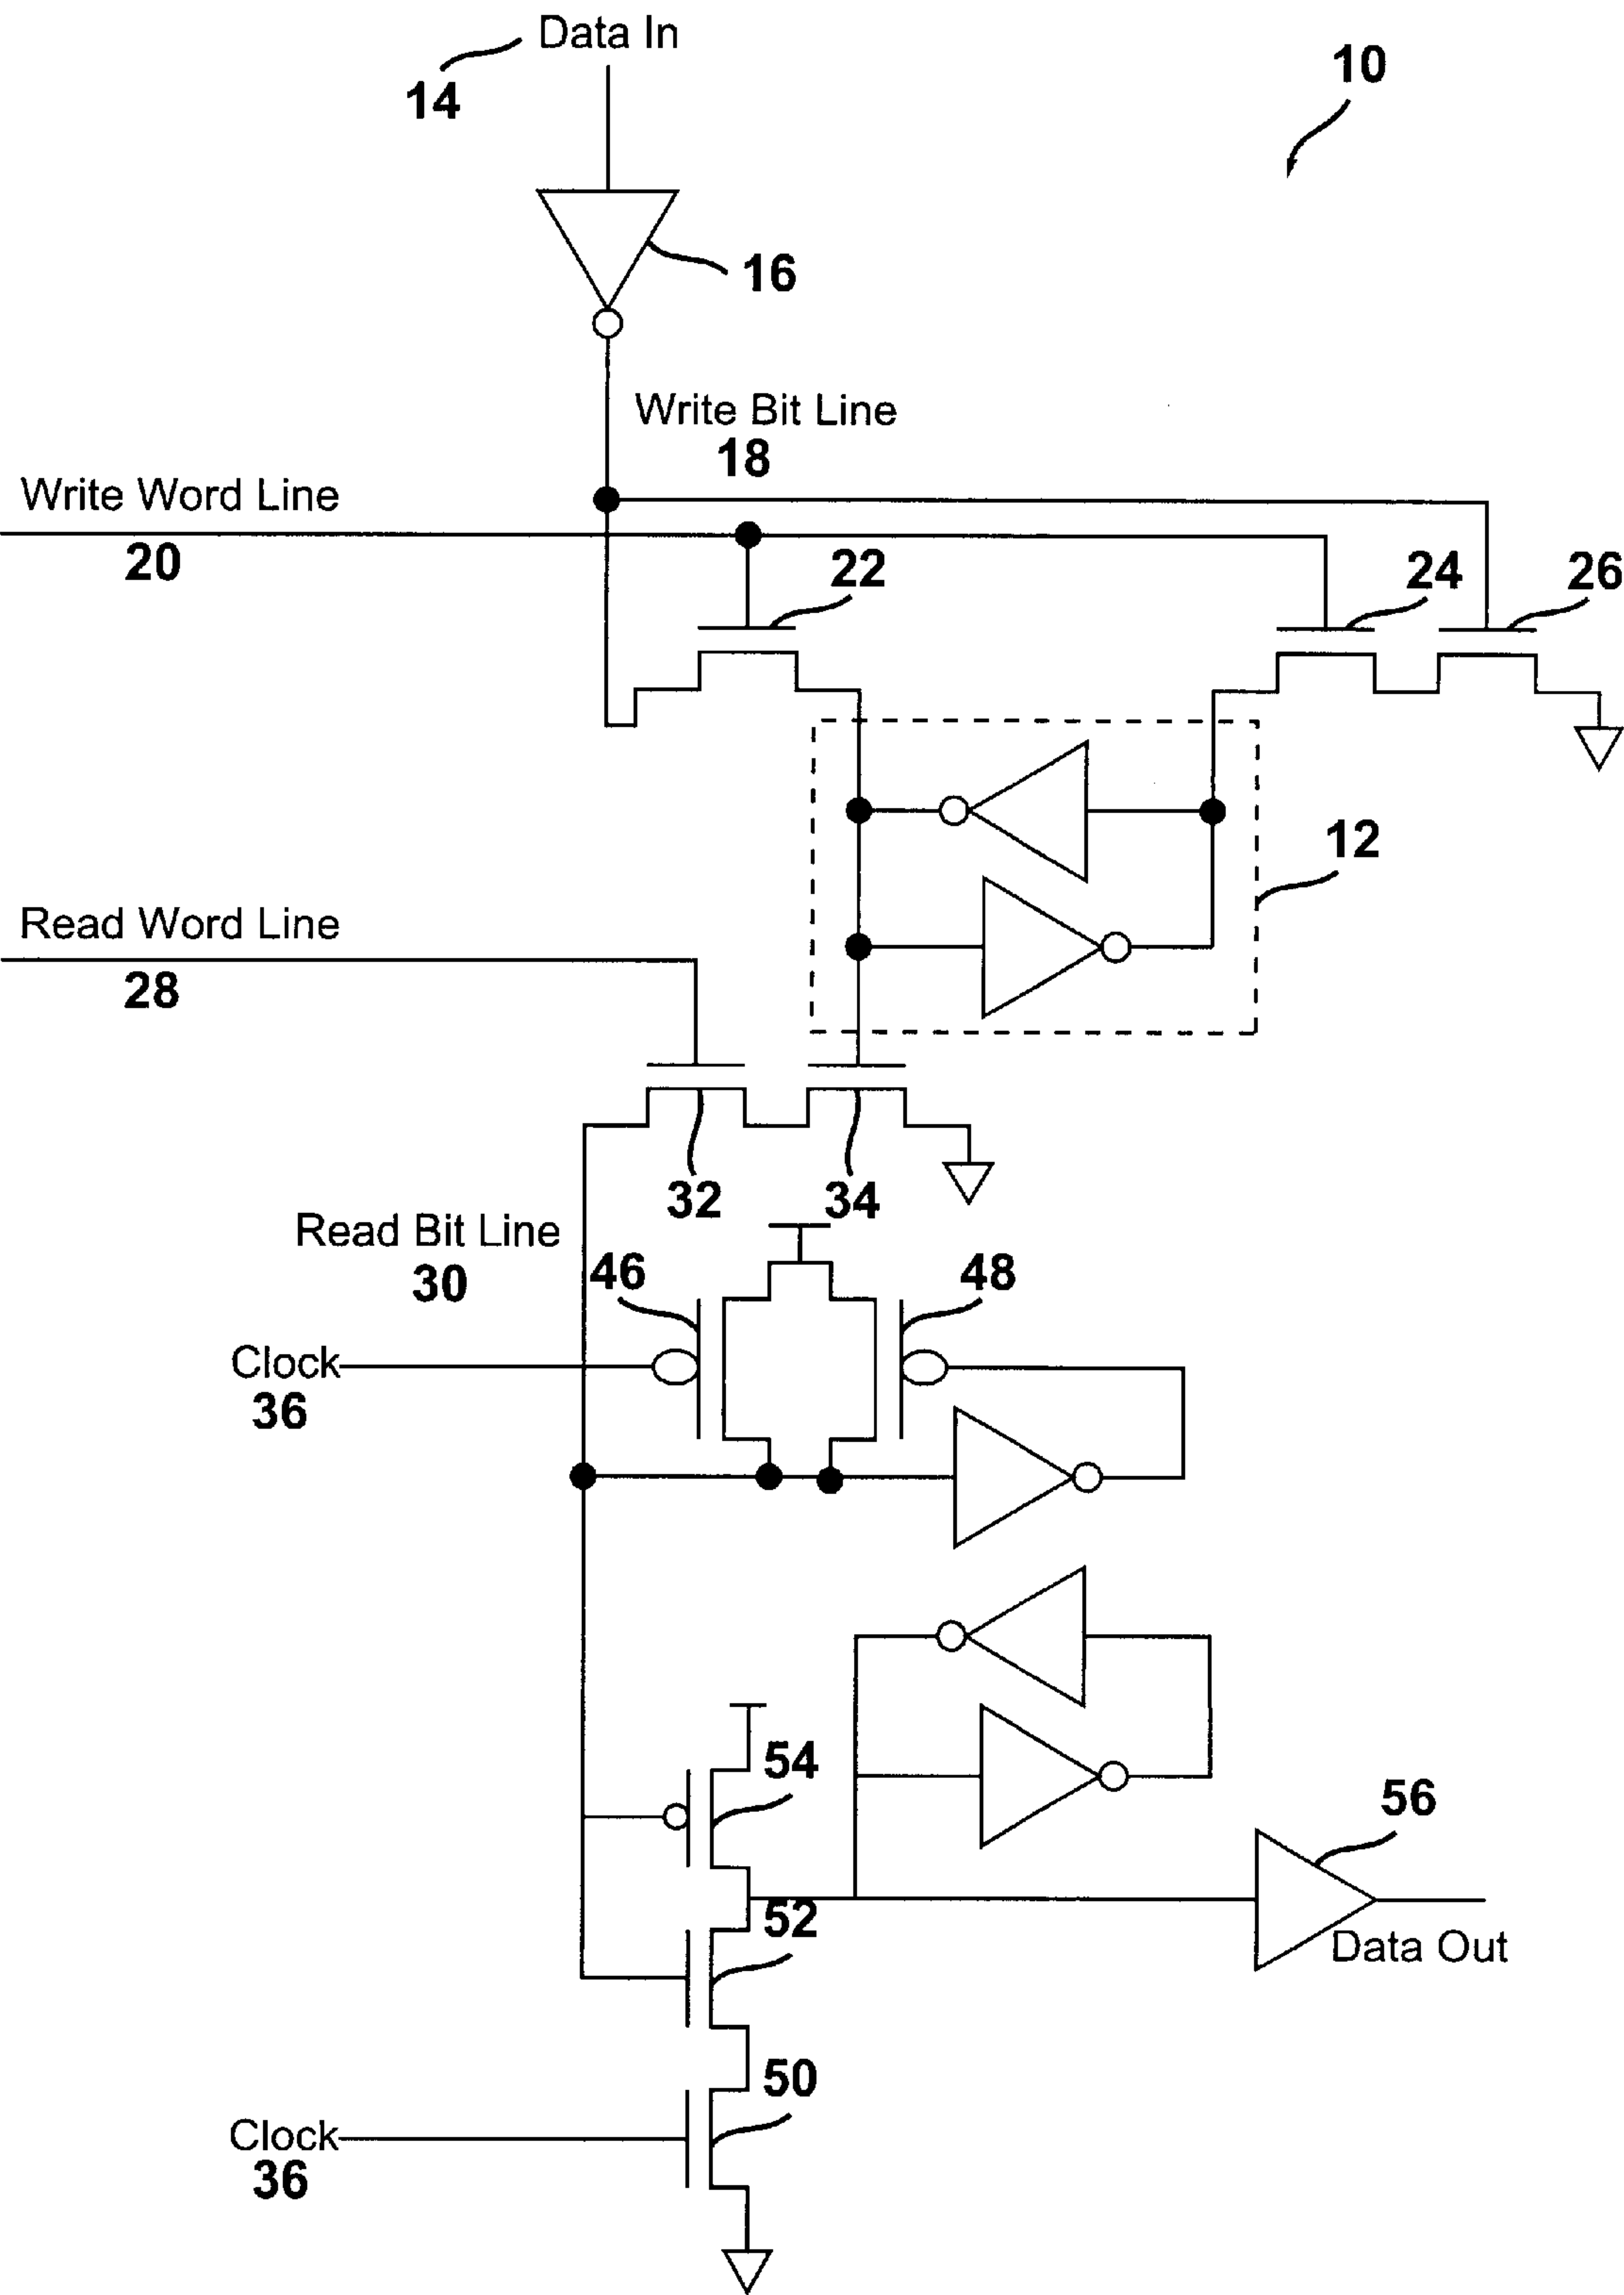 Data In
14
10
16
Write Bit Line
18
Write Word Line
20
22
24
26
12
Read Word Line
28
32
34
Read Bit Line
30
46
48
Clock
36
54
56
52
Data Out
50
Clock
36